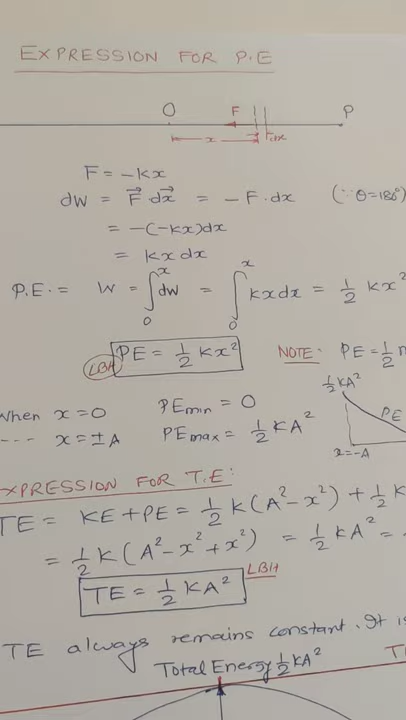 EXPRESSION FOR P.E
O F P
x dx
F = -Kx
dW = F⃗ dx⃗ = -F·dx (∵ θ=180°)
= -(-Kx)dx
= Kx dx
P.E. = W = ∫₀ˣ dW = ∫₀ˣ Kx dx = ½ Kx²
LBH PE = ½ Kx² NOTE: PE = ½ m
½ KA²
When x = 0 PEmin = 0 PE
--- x = ±A PEmax = ½ KA²
x=-A
XPRESSION FOR T.E:
TE = KE + PE = ½ K(A² - x²) + ½ K
= ½ K(A² - x² + x²) = ½ KA² =
TE = ½ KA² LBH
TE always remains constant. It is
Total Energy ½ KA²